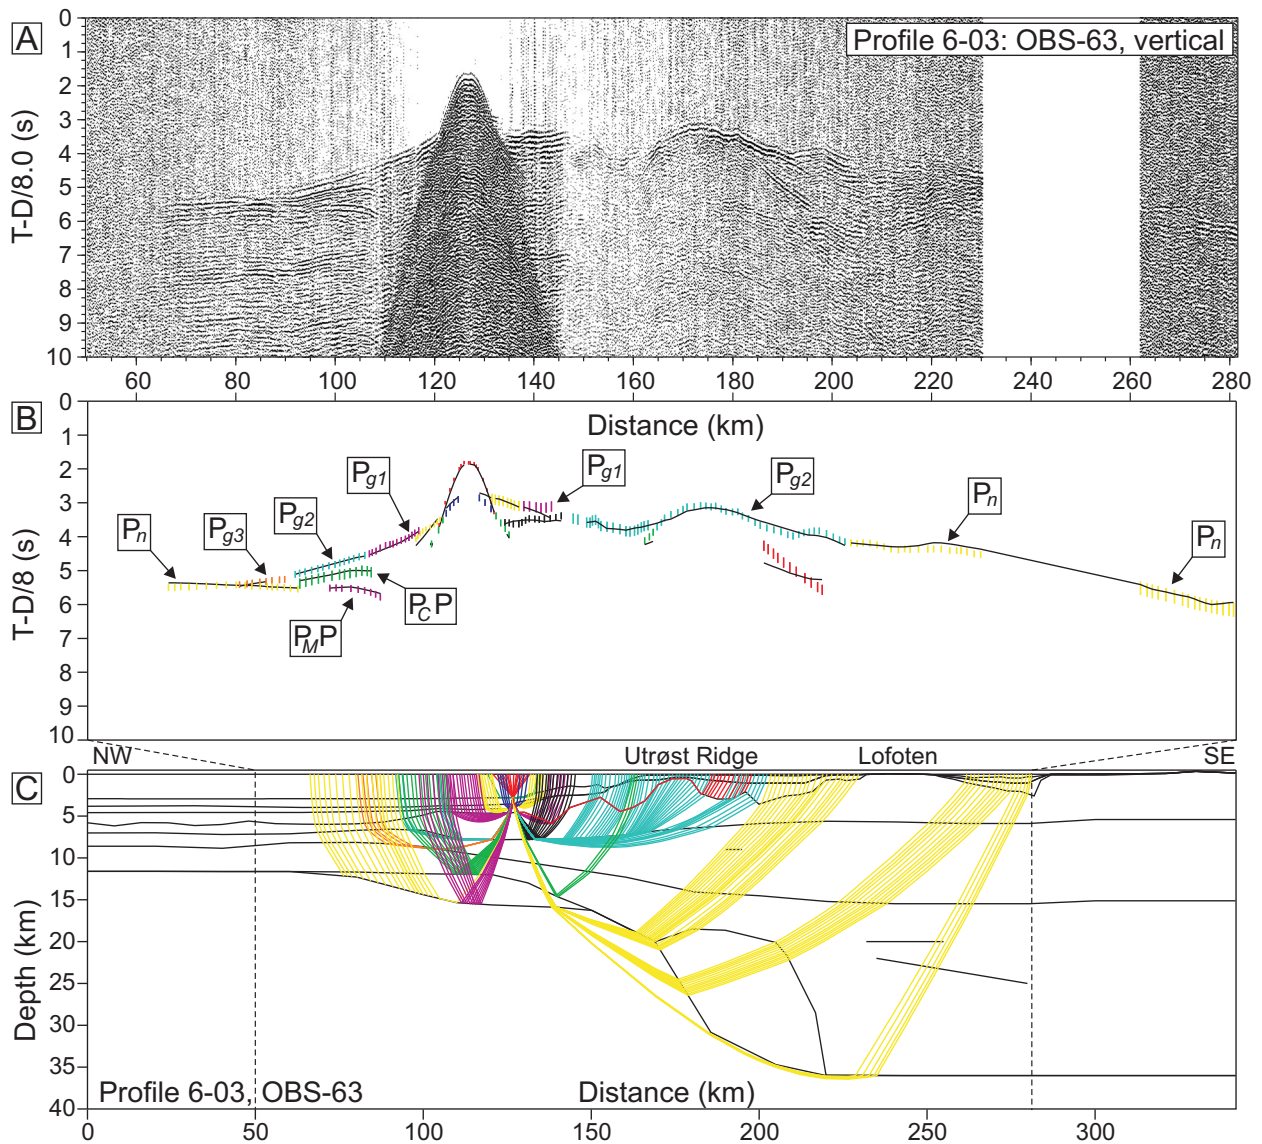 A
Profile 6-03: OBS-63, vertical
T-D/8.0 (s)
0
1
2
3
4
5
6
7
8
9
10
60 80 100 120 140 160 180 200 220 240 260 280
B
Distance (km)
T-D/8 (s)
0
1
2
3
4
5
6
7
8
9
10
Pn
Pg3
Pg2
Pg1
PMP
PCP
Pg1
Pg2
Pn
Pn
NW Utrøst Ridge Lofoten SE
C
Depth (km)
0
5
10
15
20
25
30
35
40
Profile 6-03, OBS-63
Distance (km)
0 50 100 150 200 250 300